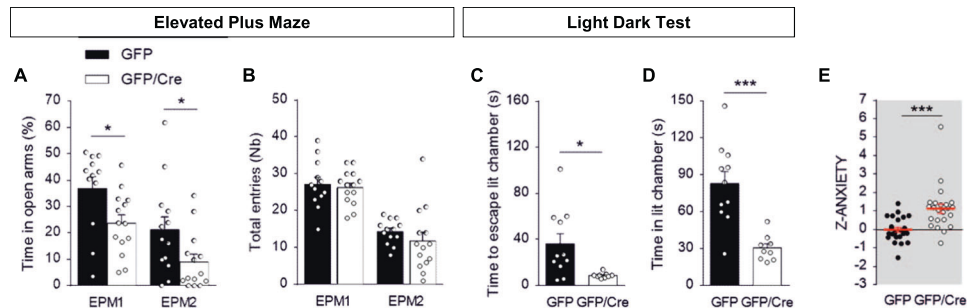 Elevated Plus Maze
Light Dark Test
GFP
GFP/Cre
A
Time in open arms (%)
70
60
50
40
30
20
10
0
*
*
EPM1 EPM2
B
Total entries (Nb)
50
40
30
20
10
0
EPM1 EPM2
C
Time to escape lit chamber (s)
160
120
80
40
0
*
GFP GFP/Cre
D
Time in lit chamber (s)
150
120
90
60
30
0
***
GFP GFP/Cre
E
Z-ANXIETY
7
6
5
4
3
2
1
0
-1
-2
-3
-4
***
GFP GFP/Cre